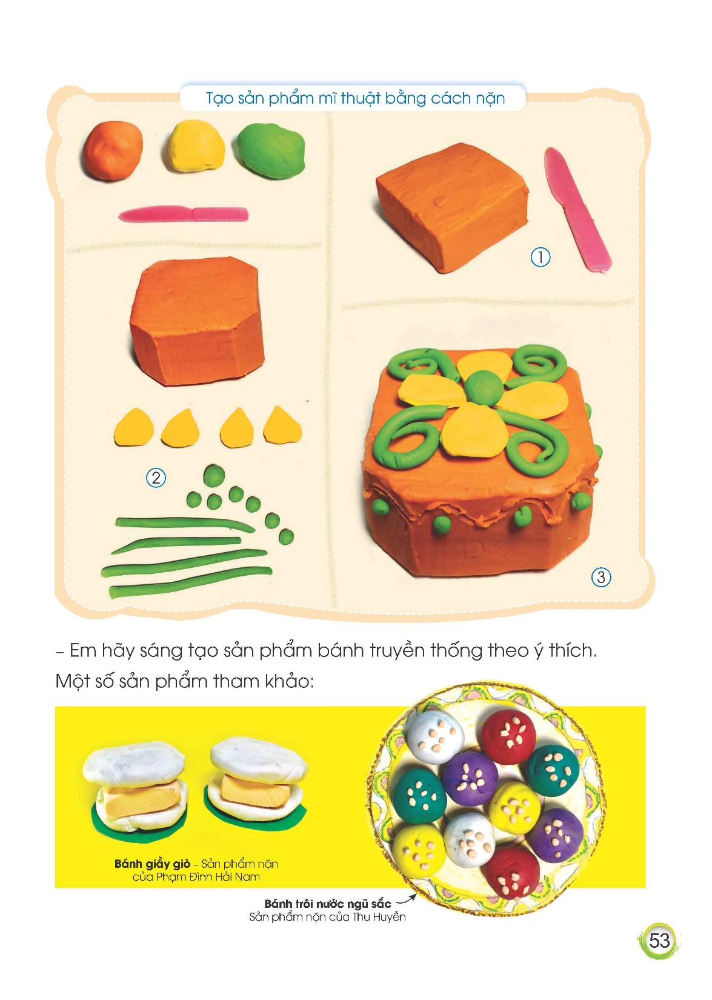 Tạo sản phẩm mĩ thuật bằng cách nặn
1
2
3
– Em hãy sáng tạo sản phẩm bánh truyền thống theo ý thích.
Một số sản phẩm tham khảo:
Bánh giầy giò – Sản phẩm nặn
của Phạm Đình Hải Nam
Bánh trôi nước ngũ sắc
Sản phẩm nặn của Thu Huyền
53